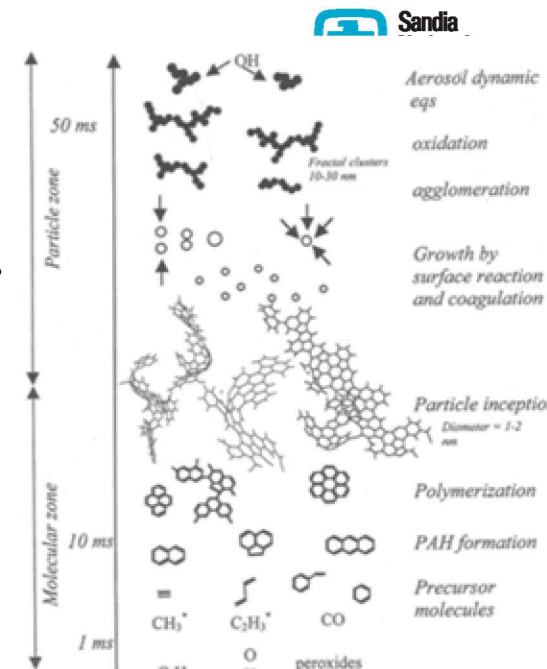 Sandia
OH
Aerosol dynamic
eqs
50 ms
oxidation
Fractal clusters
10-30 nm
agglomeration
Particle zone
Growth by
surface reaction
and coagulation
Particle inceptio
Diameter = 1-2
nm
Polymerization
Molecular zone
10 ms
PAH formation
Precursor
molecules
CH₃•
C₂H₃•
CO
1 ms
O
peroxides